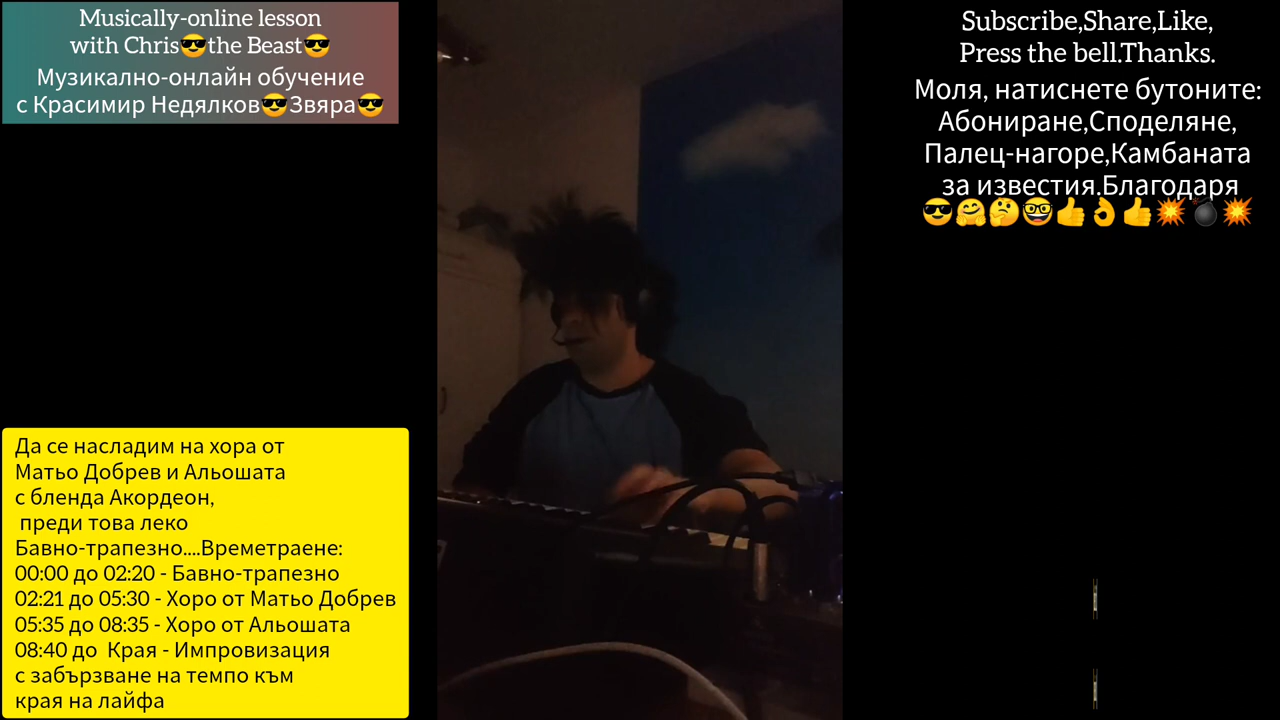 Musically-online lesson
with Chris😎the Beast😎
Музикално-онлайн обучение
с Красимир Недялков😎Звяра😎
Subscribe,Share,Like,
Press the bell.Thanks.
Моля, натиснете бутоните:
Абониране,Споделяне,
Палец-нагоре,Камбаната
за известия.Благодаря
😎🤗🤔🤓👍👌👍💥💣💥
Да се насладим на хора от
Матьо Добрев и Альошата
с бленда Акордеон,
преди това леко
Бавно-трапезно....Времетраене:
00:00 до 02:20 - Бавно-трапезно
02:21 до 05:30 - Хоро от Матьо Добрев
05:35 до 08:35 - Хоро от Альошата
08:40 до Края - Импровизация
с забързване на темпо към
края на лайфа